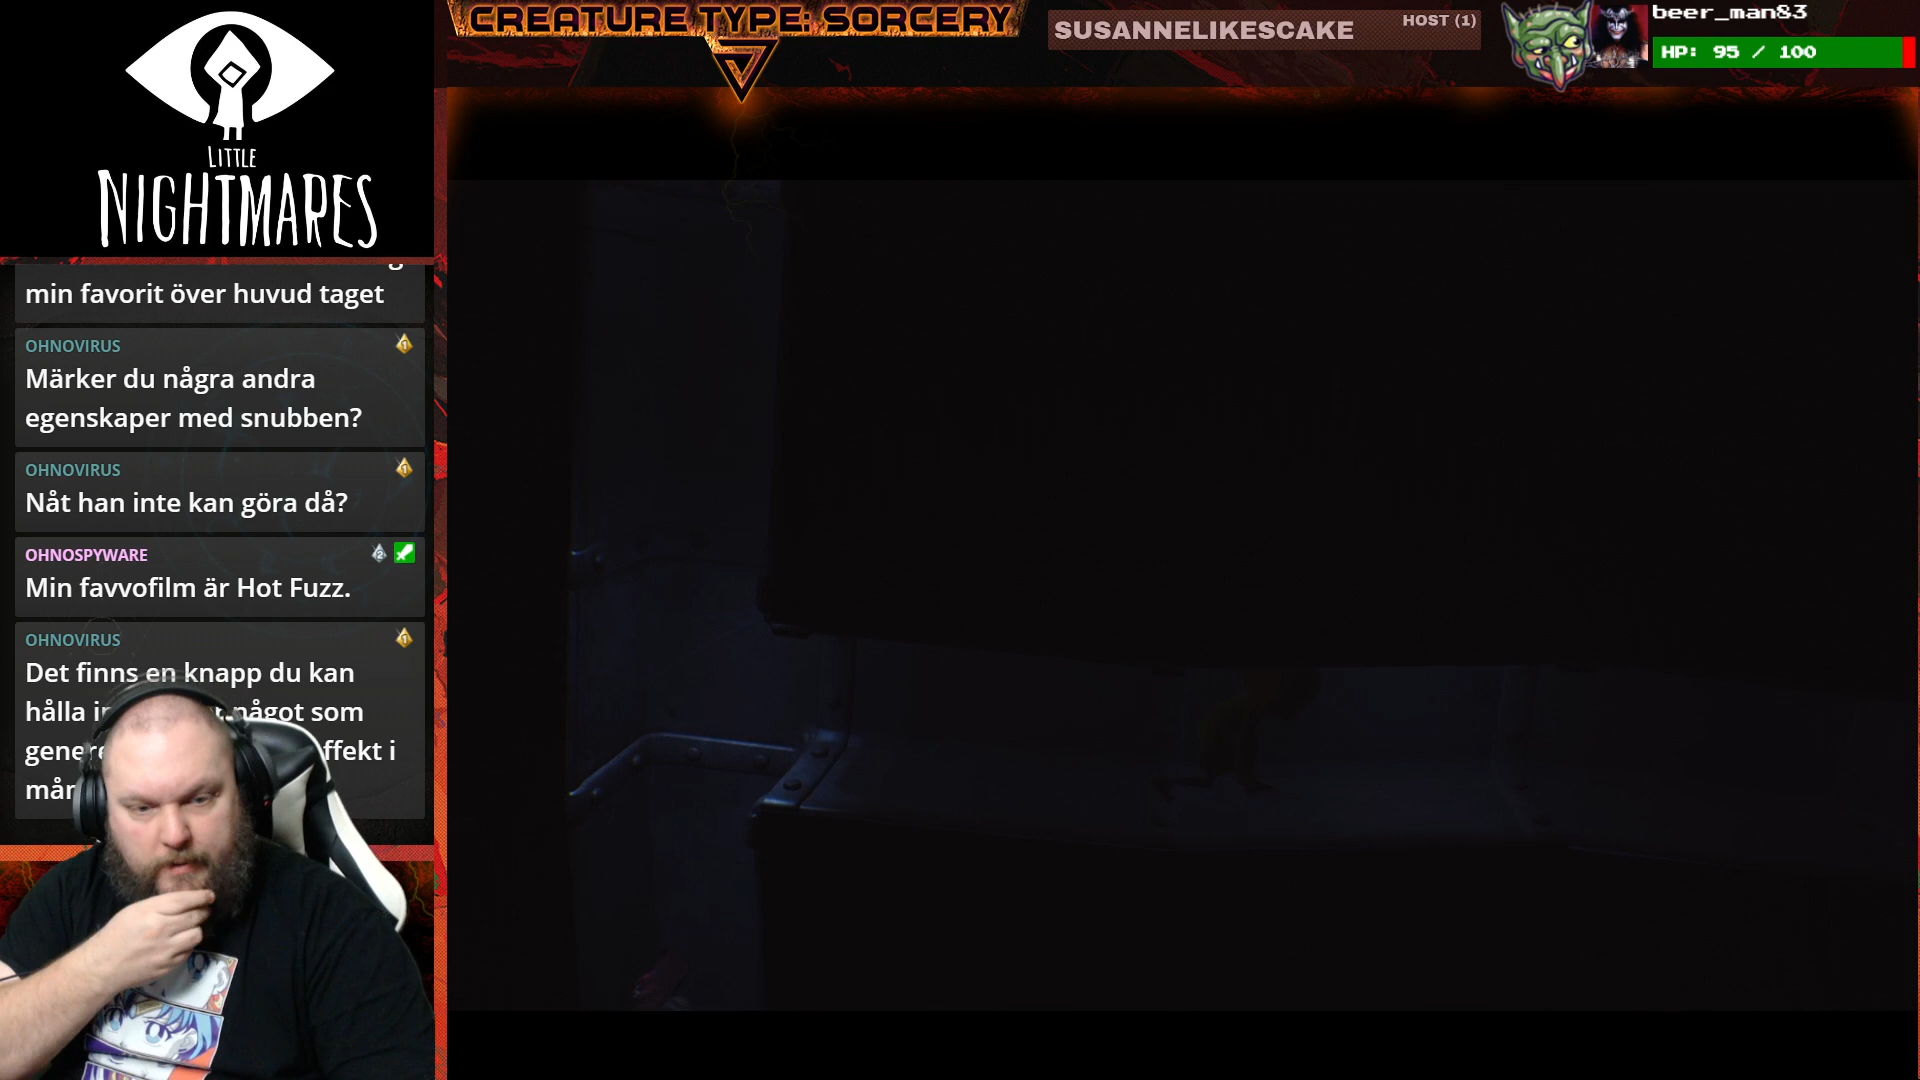 CREATURE TYPE: SORCERY
SUSANNELIKESCAKE
HOST (1)
beer_man83
HP: 95 / 100
LITTLE
NIGHTMARES
min favorit över huvud taget
OHNOVIRUS
Märker du några andra
egenskaper med snubben?
OHNOVIRUS
Nåt han inte kan göra då?
OHNOSPYWARE
Min favvofilm är Hot Fuzz.
OHNOVIRUS
Det finns en knapp du kan
hålla något som